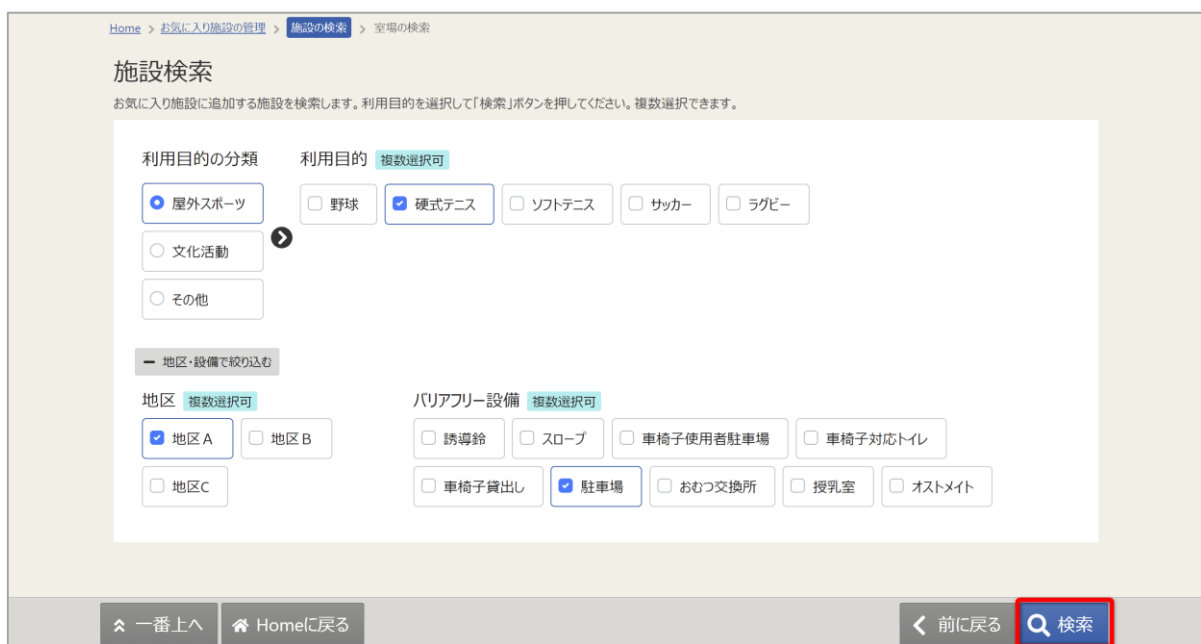 Home > お気に入り施設の管理 > 施設の検索 > 室場の検索
施設検索
お気に入り施設に追加する施設を検索します。利用目的を選択して「検索」ボタンを押してください。複数選択できます。
利用目的の分類 利用目的 複数選択可
屋外スポーツ 野球 硬式テニス ソフトテニス サッカー ラグビー
文化活動
その他
地区・設備で絞り込む
地区 複数選択可 バリアフリー設備 複数選択可
地区A 地区B 誘導鈴 スロープ 車椅子使用者駐車場 車椅子対応トイレ
地区C 車椅子貸出し 駐車場 おむつ交換所 授乳室 オストメイト
一番上へ Homeに戻る 前に戻る 検索